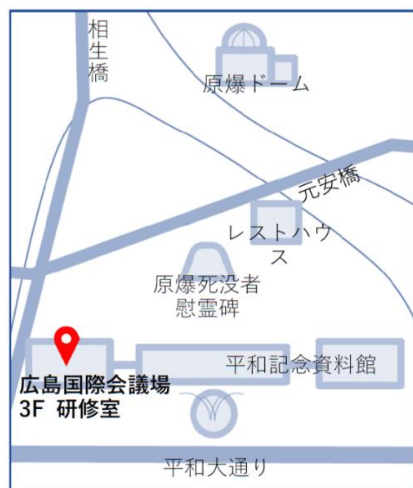 相生橋
原爆ドーム
元安橋
レストハウ
ス
原爆死没者
慰霊碑
平和記念資料館
広島国際会議場
3F 研修室
平和大通り